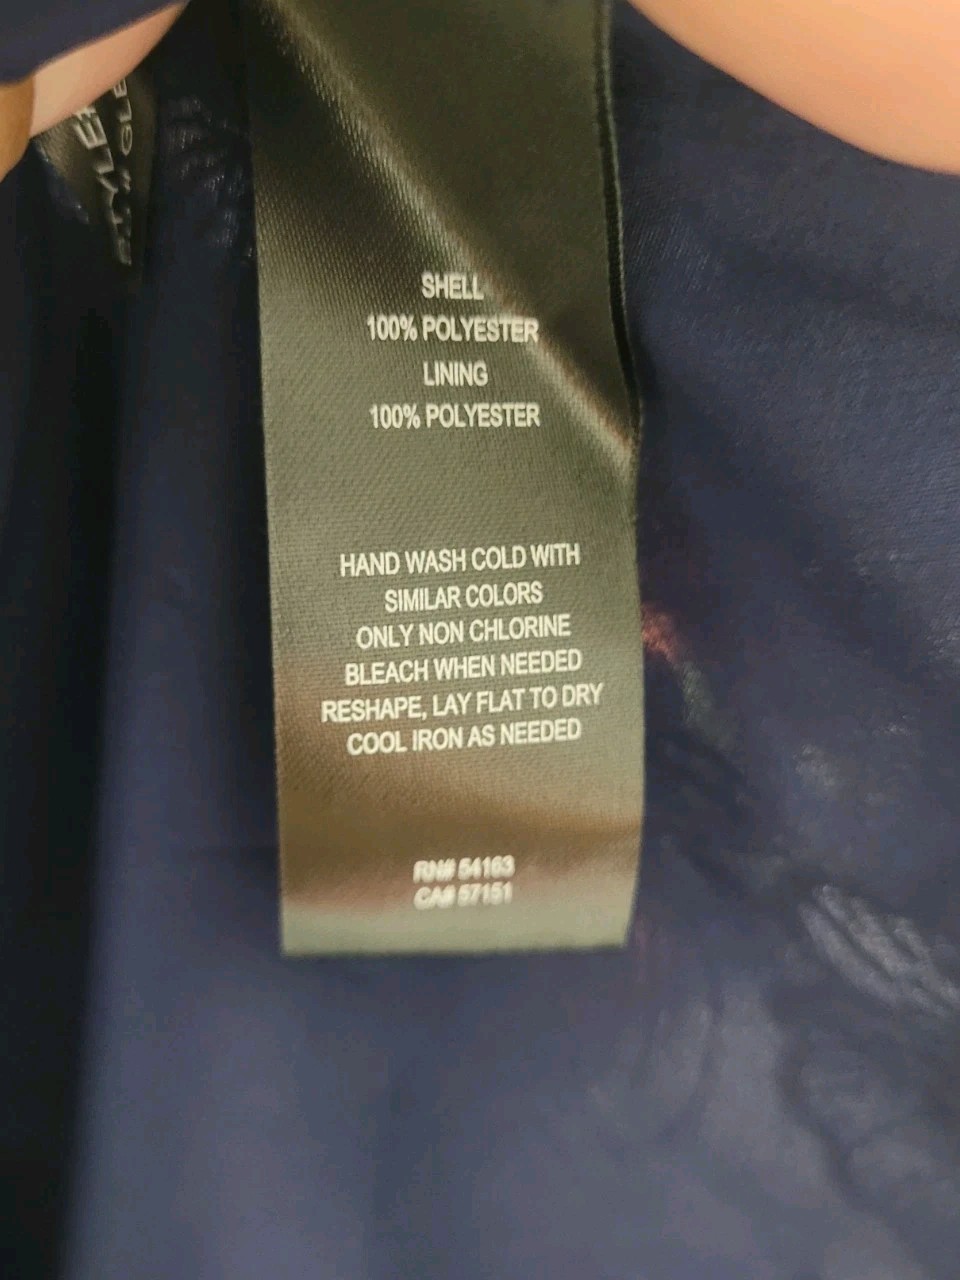 SHELL
100% POLYESTER
LINING
100% POLYESTER
HAND WASH COLD WITH
SIMILAR COLORS
ONLY NON CHLORINE
BLEACH WHEN NEEDED
RESHAPE, LAY FLAT TO DRY
COOL IRON AS NEEDED
RN# 54163
CA# 57151